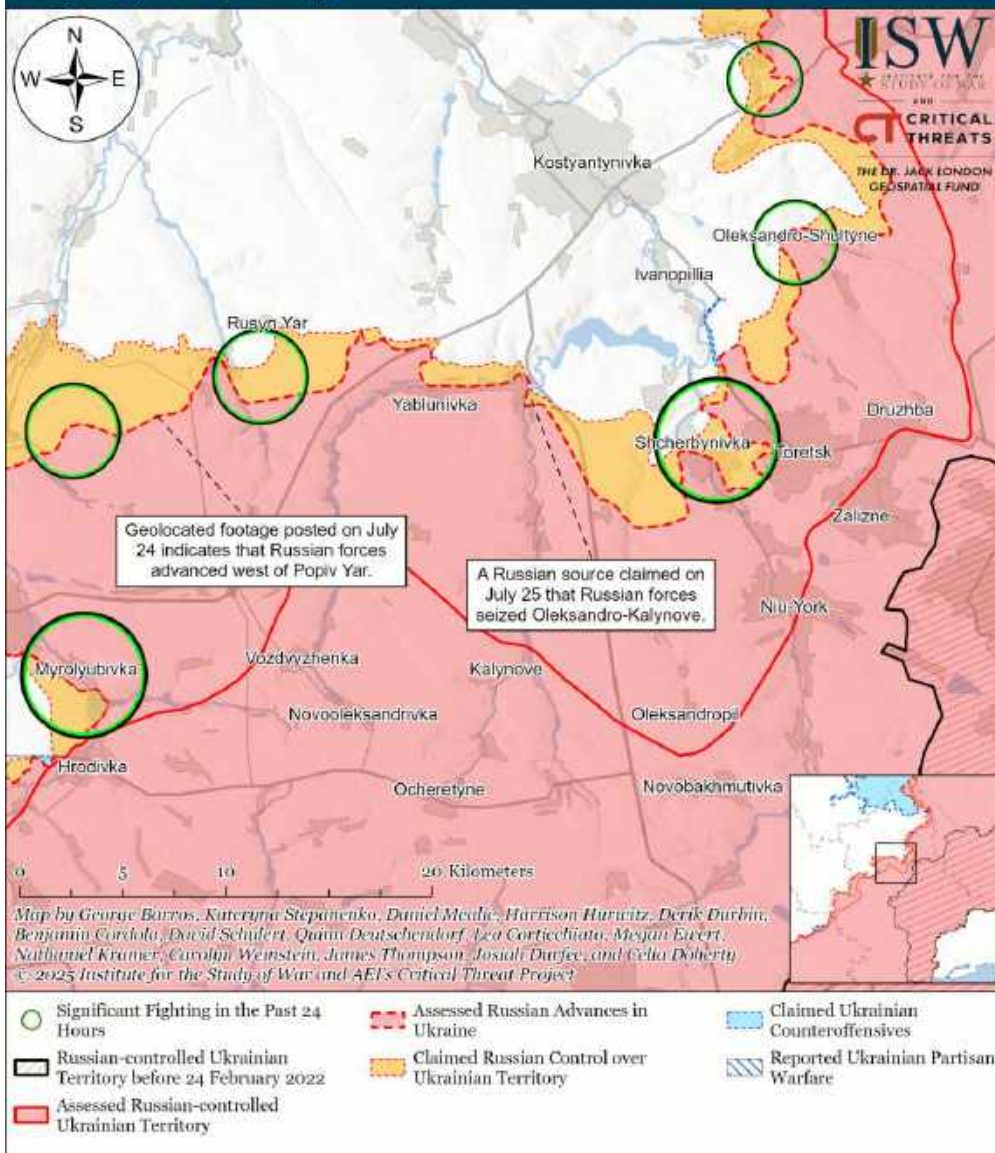 N
W E
S
ISW
INSTITUTE FOR THE
STUDY OF WAR
AND
CT CRITICAL
THREATS
THE DR. JACK LONDON
GEOSPATIAL FUND
Kostyantynivka
Oleksandro-Shultyne
Ivanopillia
Rusyn Yar
Yablunivka
Druzhba
Shcherbynivka
Toretsk
Zalizne
Geolocated footage posted on July
24 indicates that Russian forces
advanced west of Popiv Yar.
A Russian source claimed on
July 25 that Russian forces
seized Oleksandro-Kalynove.
Niu-York
Myrolyubivka
Vozdvyzhenka
Kalynove
Novooleksandrivka
Oleksandropil
Hrodivka
Ocheretyne
Novobakhmutivka
0 5 10 20 Kilometers
Map by George Barros, Kateryna Stepanenko, Daniel Mealie, Harrison Hurwitz, Derik Durbin,
Benjamin Cordola, David Schulert, Quinn Deutschendorf, Lea Corticchiato, Megan Ewert,
Nathaniel Kramer, Carolyn Weinstein, James Thompson, Josiah Durfee, and Celia Doherty
© 2025 Institute for the Study of War and AEI's Critical Threat Project
Significant Fighting in the Past 24
Hours
Russian-controlled Ukrainian
Territory before 24 February 2022
Assessed Russian-controlled
Ukrainian Territory
Assessed Russian Advances in
Ukraine
Claimed Russian Control over
Ukrainian Territory
Claimed Ukrainian
Counteroffensives
Reported Ukrainian Partisan
Warfare